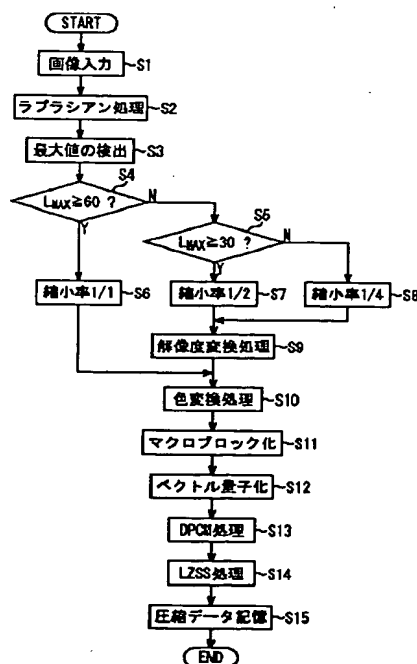 START
画像入力 S1
ラプラシアン処理 S2
最大値の検出 S3
S4
LMAX≧60 ? N
Y
S5
LMAX≧30 ? N
Y
縮小率1/1 S6
縮小率1/2 S7
縮小率1/4 S8
解像度変換処理 S9
色変換処理 S10
マクロブロック化 S11
ベクトル量子化 S12
DPCM処理 S13
LZSS処理 S14
圧縮データ記憶 S15
END